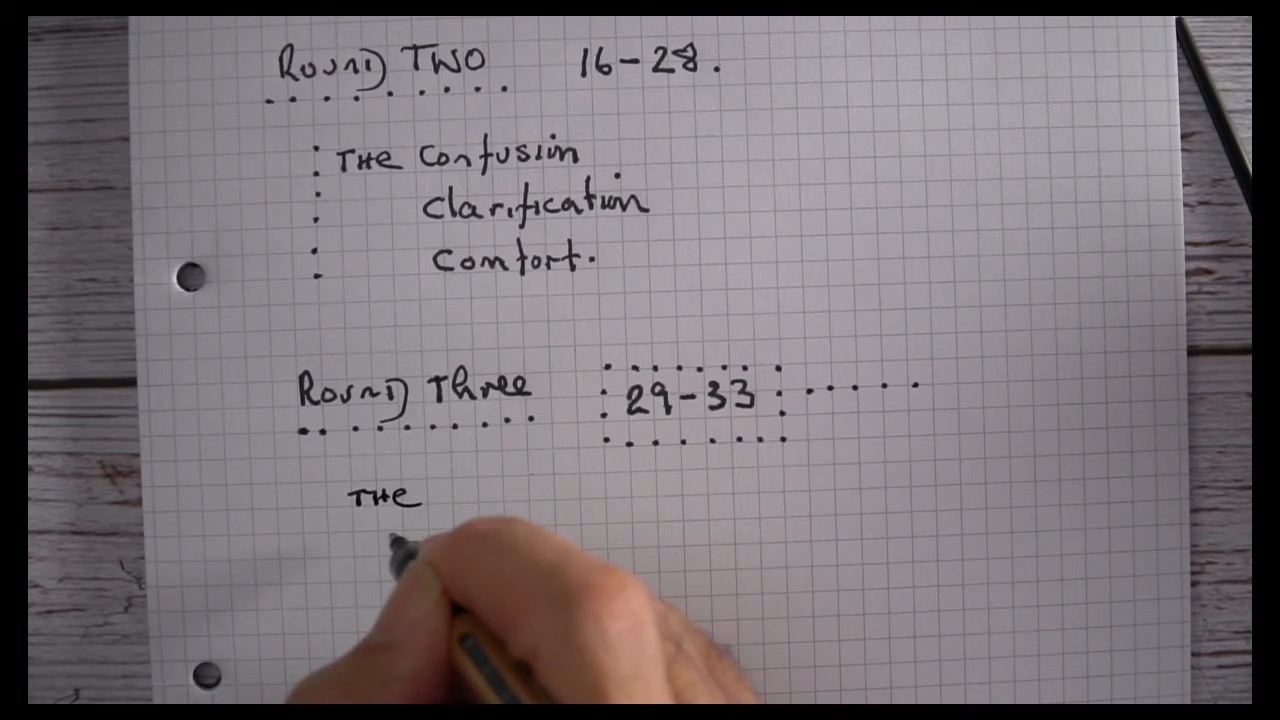 Round TWO 16-28.
THe Confusion
Clarification
Comfort.
Round Three 29-33
THe